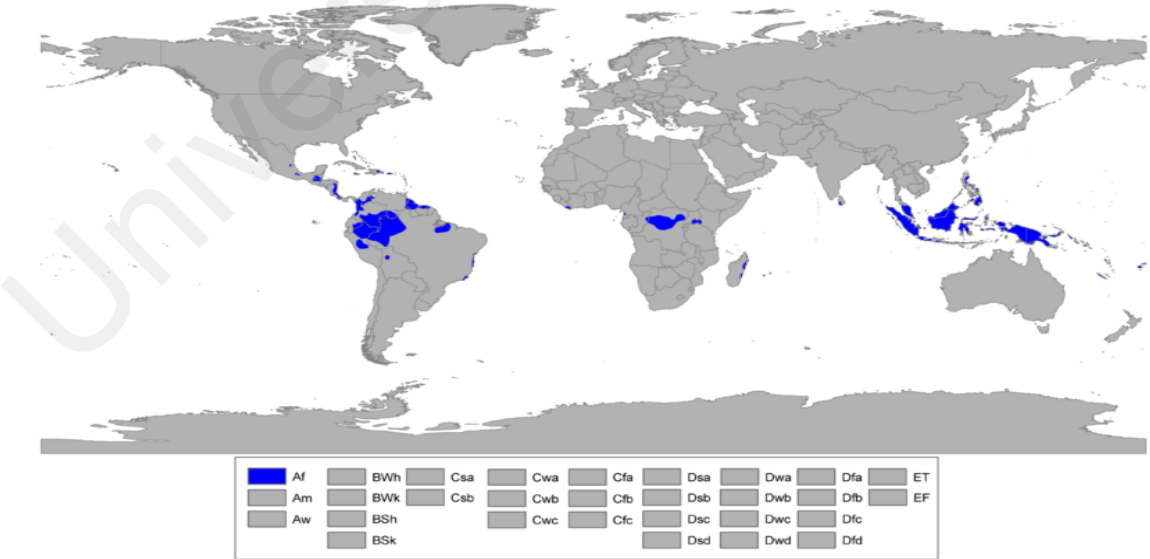 Unive
Af BWh Csa Cwa Cfa Dsa Dwa Dfa ET
Am BWk Csb Cwb Cfb Dsb Dwb Dfb EF
Aw BSh Cwc Cfc Dsc Dwc Dfc
BSk Dsd Dwd Dfd